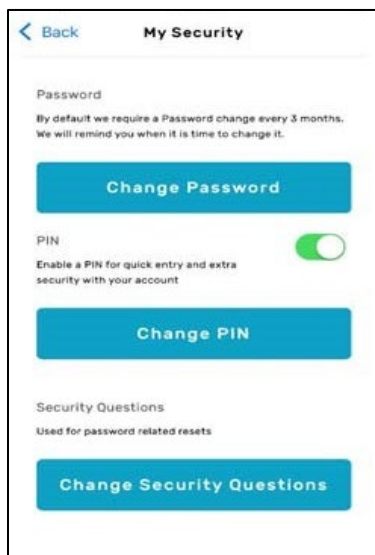 Back My Security
Password
By default we require a Password change every 3 months.
We will remind you when it is time to change it.
Change Password
PIN
Enable a PIN for quick entry and extra
security with your account
Change PIN
Security Questions
Used for password related resets
Change Security Questions